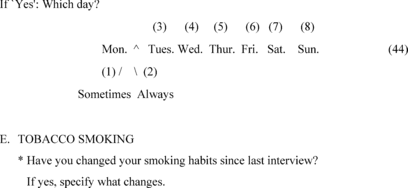 If `Yes': Which day?
(3) (4) (5) (6) (7) (8)
Mon. ^ Tues. Wed. Thur. Fri. Sat. Sun. (44)
(1) / \ (2)
Sometimes Always
E. TOBACCO SMOKING
* Have you changed your smoking habits since last interview?
If yes, specify what changes.